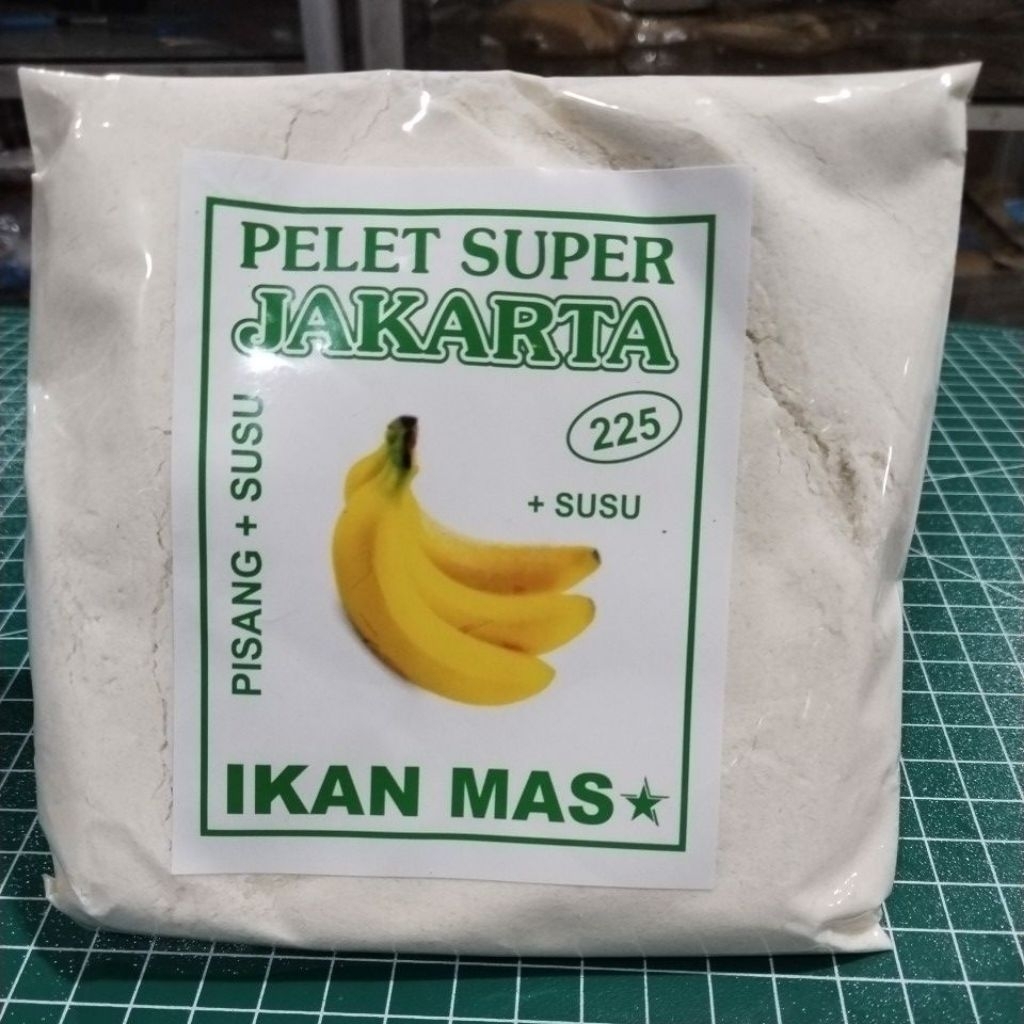 PELET SUPER
JAKARTA
225
+ SUSU
PISANG + SUSU
IKAN MAS